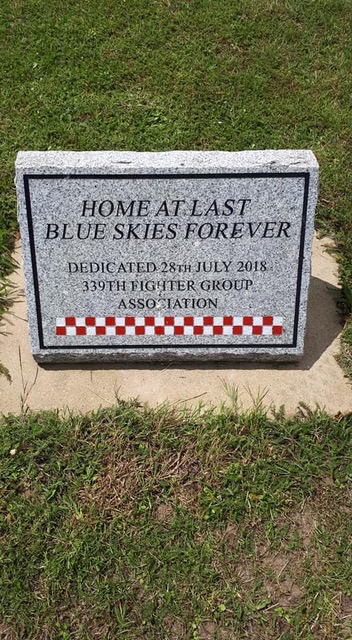 HOME AT LAST
BLUE SKIES FOREVER
DEDICATED 28TH JULY 2018
339TH FIGHTER GROUP
ASSOCIATION